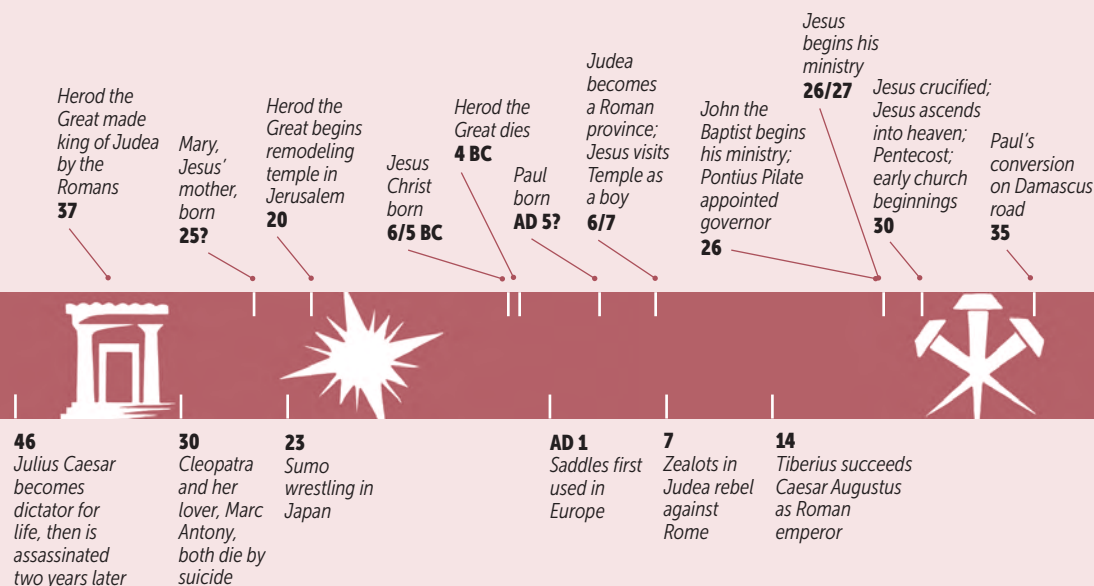 Herod the
Great made
king of Judea
by the
Romans
37
Mary,
Jesus’
mother,
born
25?
Herod the
Great begins
remodeling
temple in
Jerusalem
20
Jesus
Christ
born
6/5 BC
Herod the
Great dies
4 BC
Paul
born
AD 5?
Judea
becomes
a Roman
province;
Jesus visits
Temple as
a boy
6/7
John the
Baptist begins
his ministry;
Pontius Pilate
appointed
governor
26
Jesus
begins his
ministry
26/27
Jesus crucified;
Jesus ascends
into heaven;
Pentecost;
early church
beginnings
30
Paul’s
conversion
on Damascus
road
35
46
Julius Caesar
becomes
dictator for
life, then is
assassinated
two years later
30
Cleopatra
and her
lover, Marc
Antony,
both die by
suicide
23
Sumo
wrestling in
Japan
AD 1
Saddles first
used in
Europe
7
Zealots in
Judea rebel
against
Rome
14
Tiberius succeeds
Caesar Augustus
as Roman
emperor